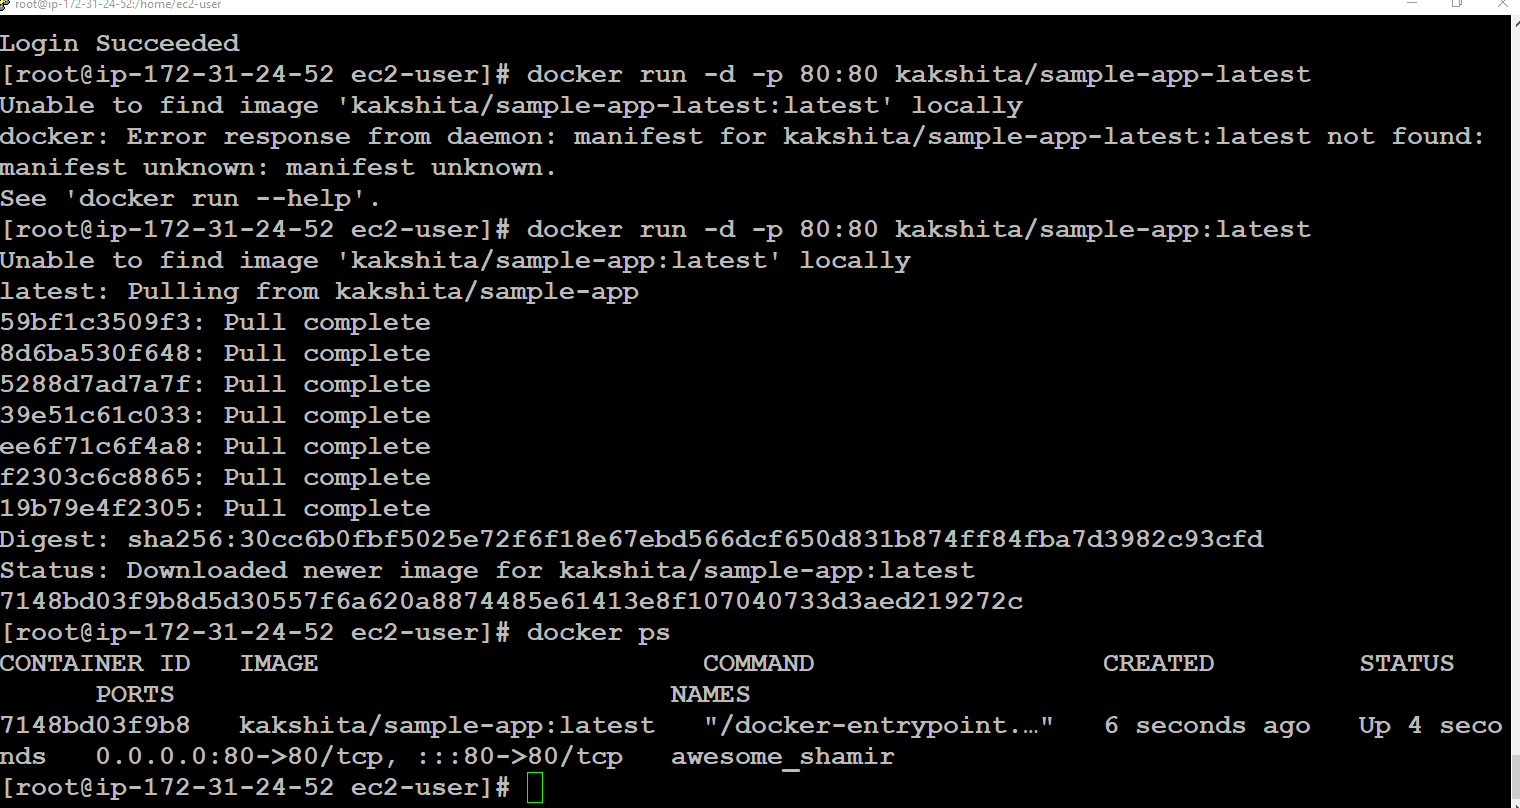 root@ip-172-31-24-52:/home/ec2-user
Login Succeeded
[root@ip-172-31-24-52 ec2-user]# docker run -d -p 80:80 kakshita/sample-app-latest
Unable to find image 'kakshita/sample-app-latest:latest' locally
docker: Error response from daemon: manifest for kakshita/sample-app-latest:latest not found:
manifest unknown: manifest unknown.
See 'docker run --help'.
[root@ip-172-31-24-52 ec2-user]# docker run -d -p 80:80 kakshita/sample-app:latest
Unable to find image 'kakshita/sample-app:latest' locally
latest: Pulling from kakshita/sample-app
59bf1c3509f3: Pull complete
8d6ba530f648: Pull complete
5288d7ad7a7f: Pull complete
39e51c61c033: Pull complete
ee6f71c6f4a8: Pull complete
f2303c6c8865: Pull complete
19b79e4f2305: Pull complete
Digest: sha256:30cc6b0fbf5025e72f6f18e67ebd566dcf650d831b874ff84fba7d3982c93cfd
Status: Downloaded newer image for kakshita/sample-app:latest
7148bd03f9b8d5d30557f6a620a8874485e61413e8f107040733d3aed219272c
[root@ip-172-31-24-52 ec2-user]# docker ps
CONTAINER ID   IMAGE                        COMMAND                  CREATED         STATUS
      PORTS                               NAMES
7148bd03f9b8   kakshita/sample-app:latest   "/docker-entrypoint.…"   6 seconds ago   Up 4 seco
nds   0.0.0.0:80->80/tcp, :::80->80/tcp   awesome_shamir
[root@ip-172-31-24-52 ec2-user]#